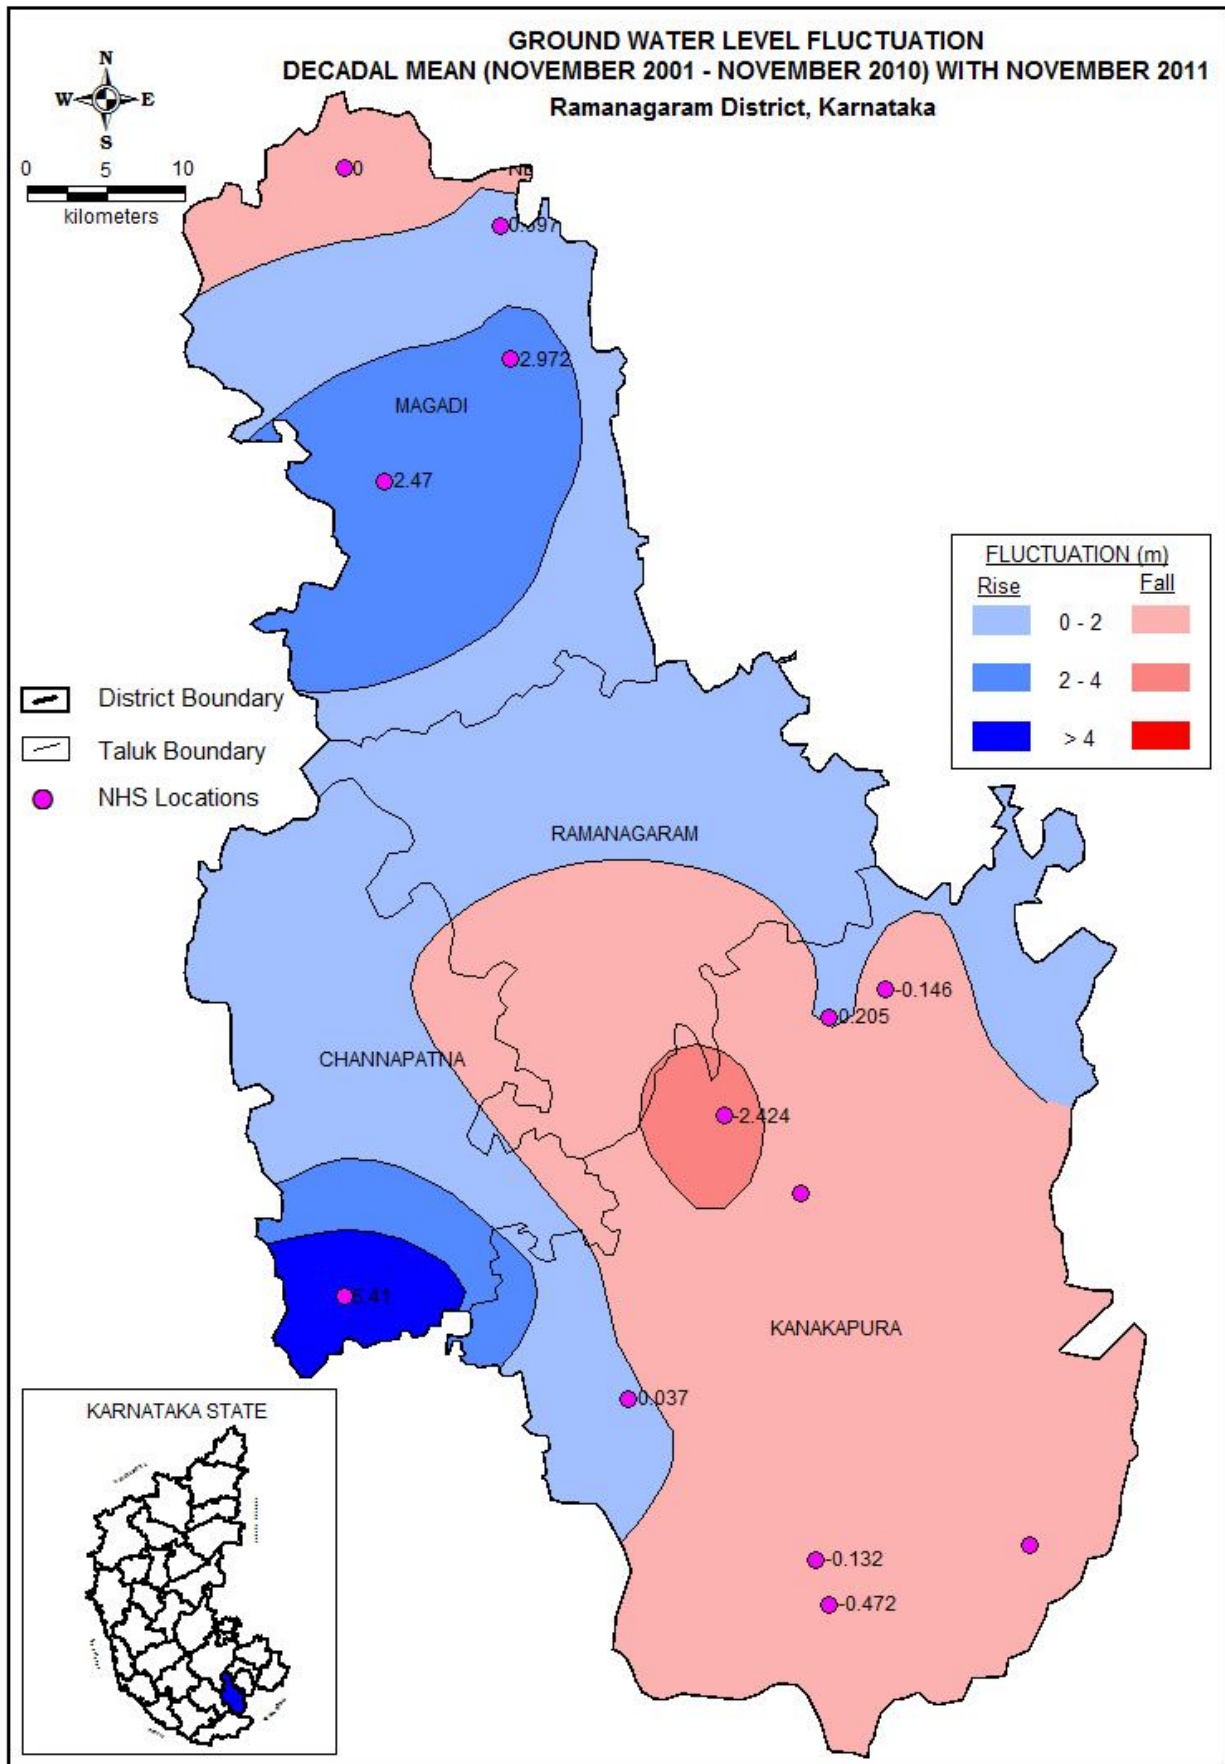 GROUND WATER LEVEL FLUCTUATION
DECADAL MEAN (NOVEMBER 2001 - NOVEMBER 2010) WITH NOVEMBER 2011
Ramanagaram District, Karnataka
N
W E
S
0 5 10
kilometers
0
2.972
MAGADI
2.47
FLUCTUATION (m)
Rise Fall
0 - 2
2 - 4
> 4
District Boundary
Taluk Boundary
NHS Locations
RAMANAGARAM
-0.146
0.205
CHANNAPATNA
-2.424
KANAKAPURA
0.037
-0.132
-0.472
KARNATAKA STATE